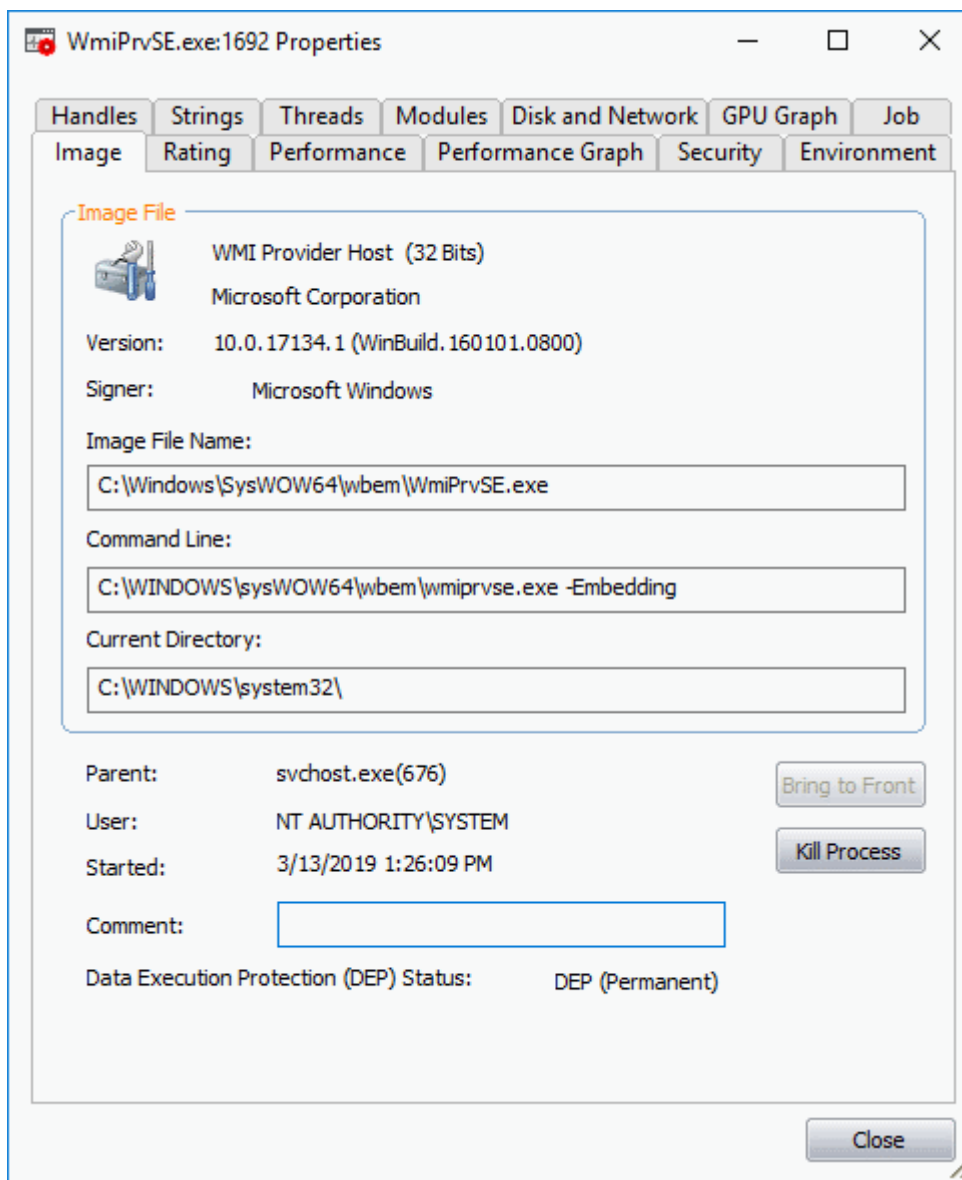 WmiPrvSE.exe:1692 Properties
Handles Strings Threads Modules Disk and Network GPU Graph Job
Image Rating Performance Performance Graph Security Environment
Image File
WMI Provider Host (32 Bits)
Microsoft Corporation
Version: 10.0.17134.1 (WinBuild.160101.0800)
Signer: Microsoft Windows
Image File Name:
C:\Windows\SysWOW64\wbem\WmiPrvSE.exe
Command Line:
C:\WINDOWS\sysWOW64\wbem\wmiprvse.exe -Embedding
Current Directory:
C:\WINDOWS\system32\
Parent: svchost.exe(676)
Bring to Front
User: NT AUTHORITY\SYSTEM
Kill Process
Started: 3/13/2019 1:26:09 PM
Comment:
Data Execution Protection (DEP) Status: DEP (Permanent)
Close